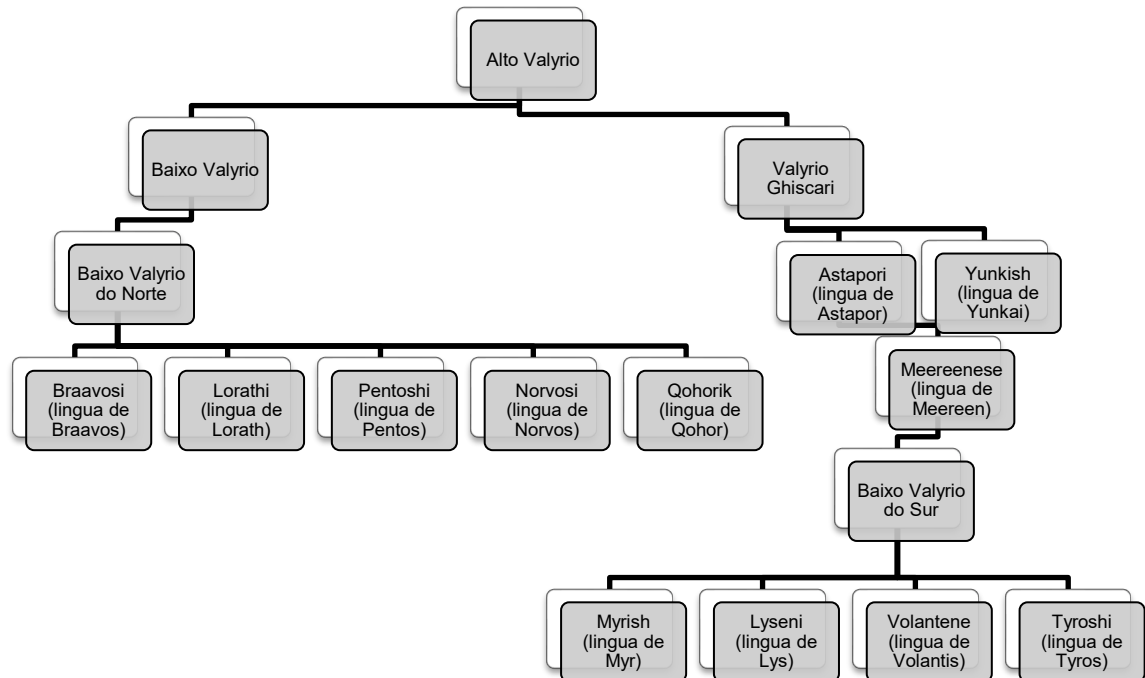 Alto Valyrio
Baixo Valyrio
Valyrio
Ghiscari
Baixo Valyrio
do Norte
Astapori
(lingua de
Astapor)
Yunkish
(lingua de
Yunkai)
Braavosi
(lingua de
Braavos)
Lorathi
(lingua de
Lorath)
Pentoshi
(lingua de
Pentos)
Norvosi
(lingua de
Norvos)
Qohorik
(lingua de
Qohor)
Meereenese
(lingua de
Meereen)
Baixo Valyrio
do Sur
Myrish
(lingua de
Myr)
Lyseni
(lingua de
Lys)
Volantene
(lingua de
Volantis)
Tyroshi
(lingua de
Tyros)